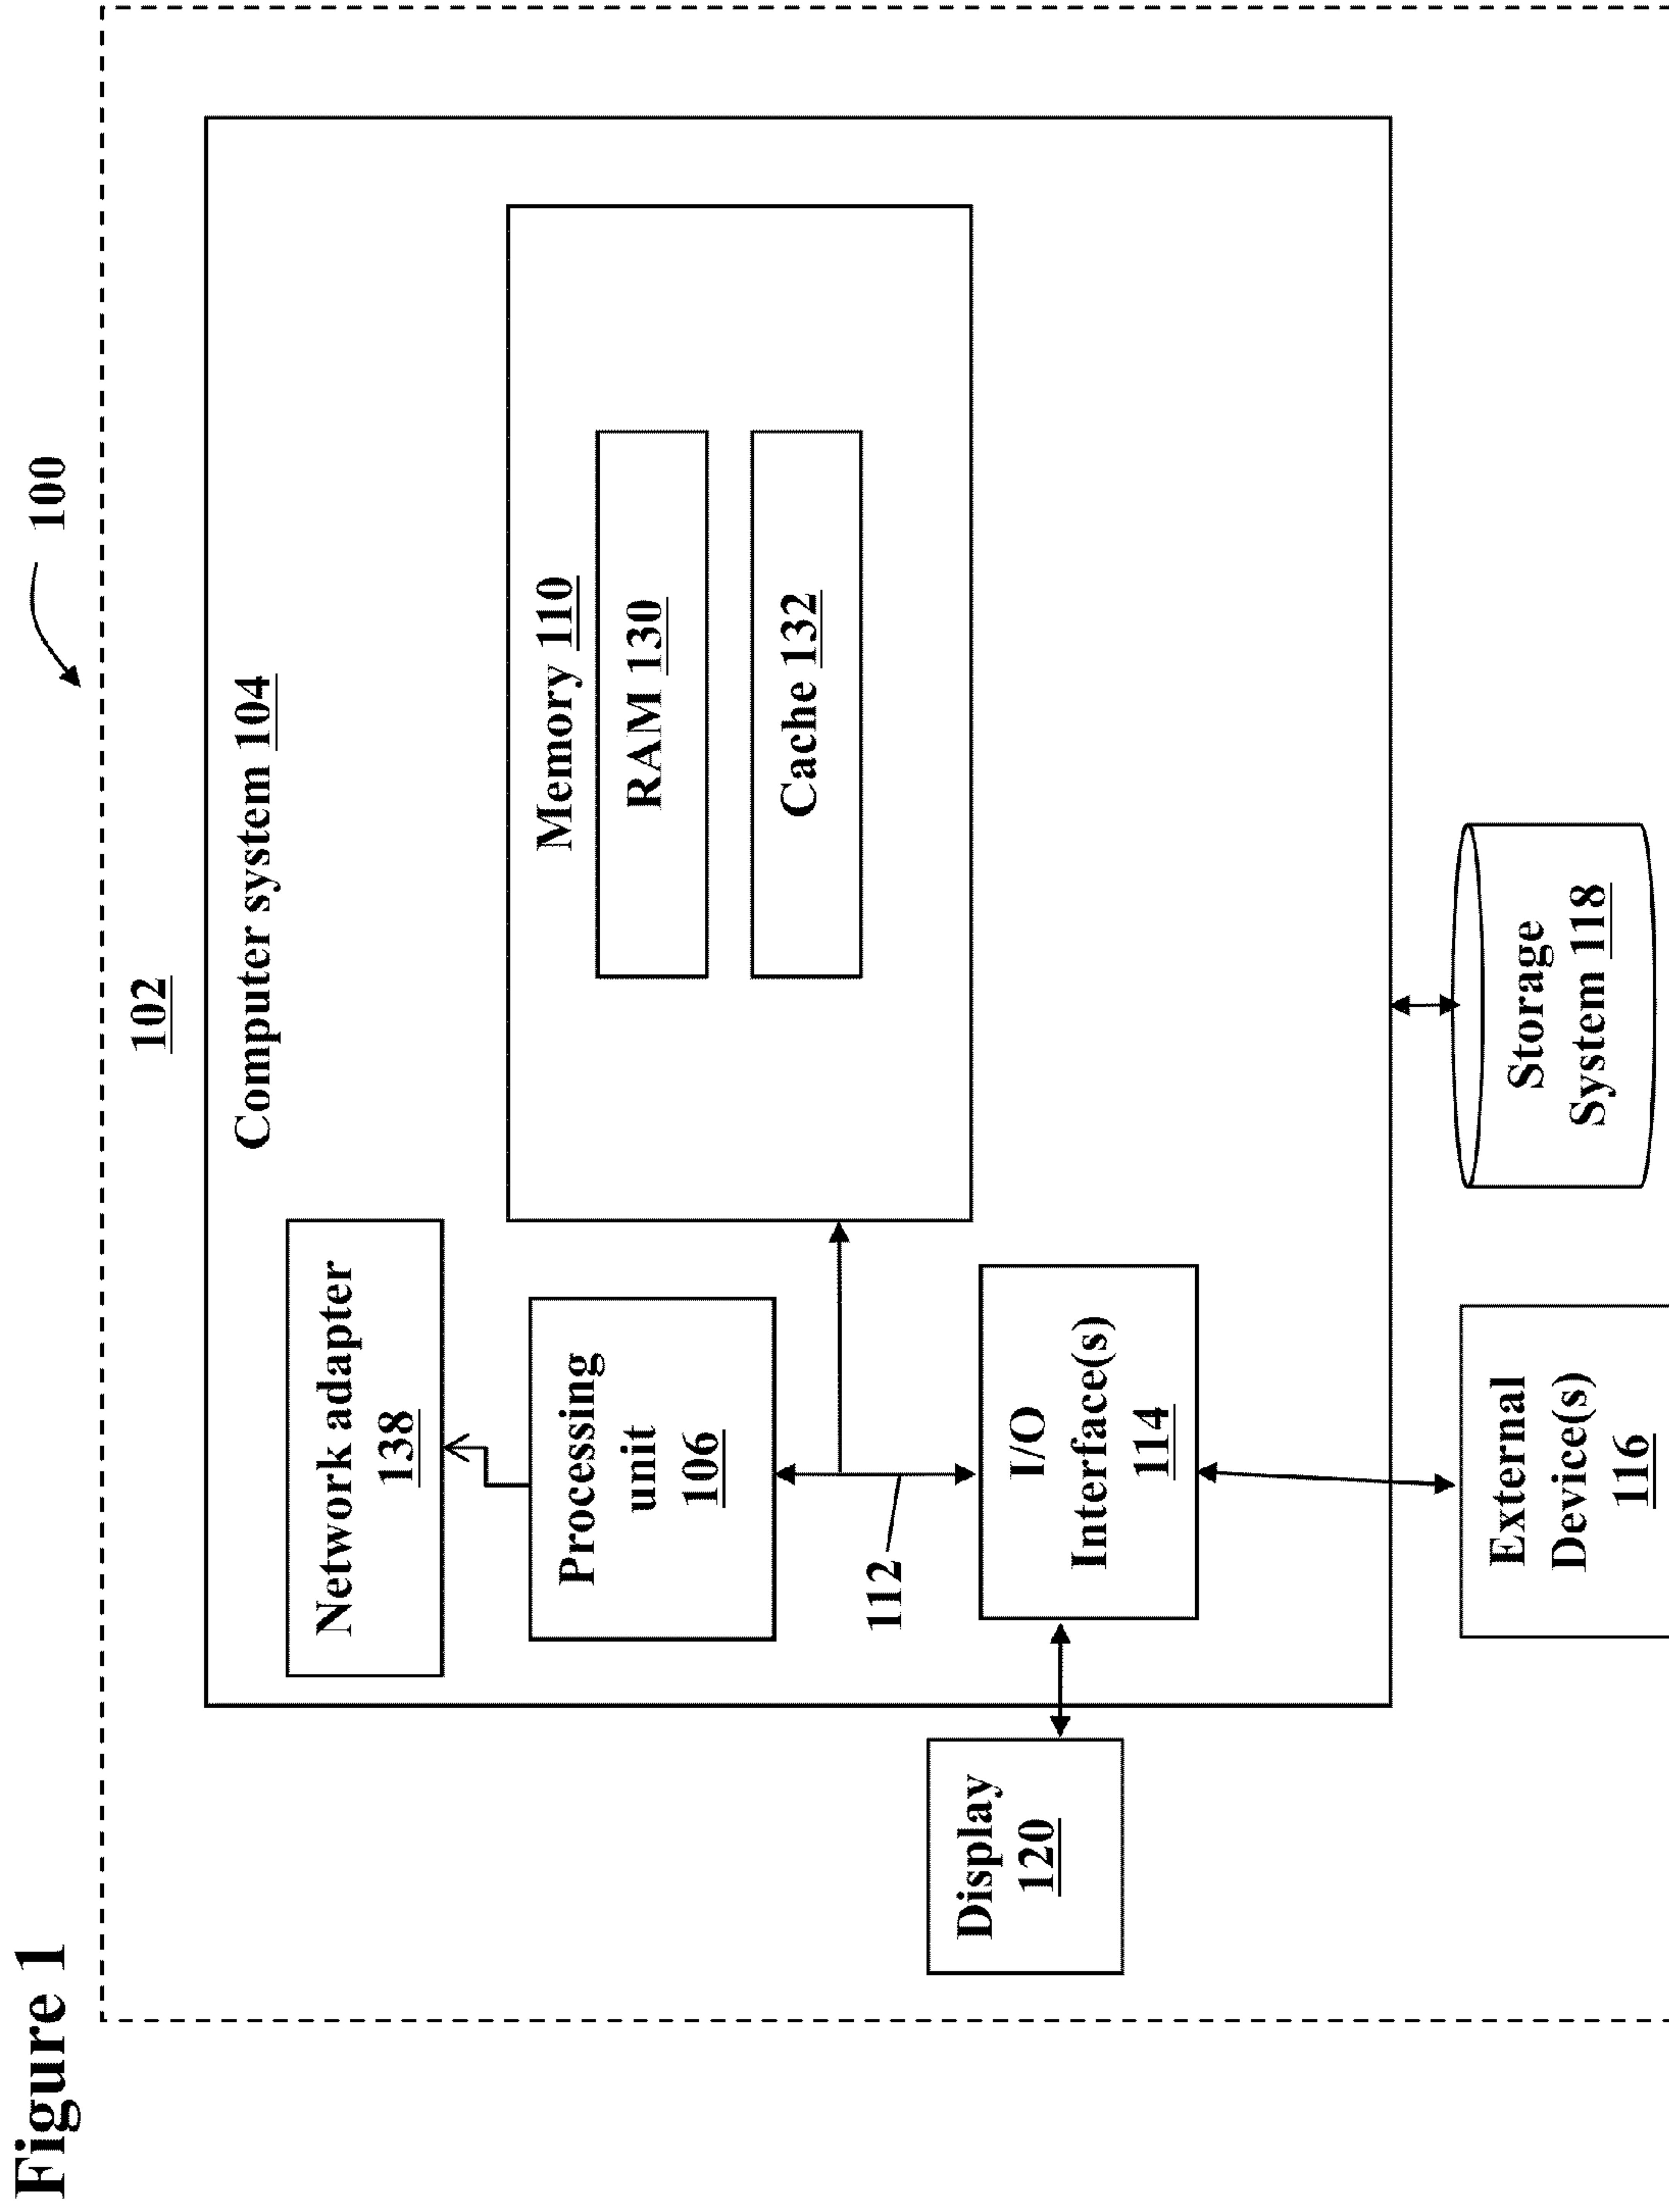 Figure 1
100
102
Computer system 104
Network adapter
138
Processing
unit
106
Memory 110
RAM 130
Cache 132
112
I/O
Interface(s)
114
Display
120
External
Device(s)
116
Storage
System 118